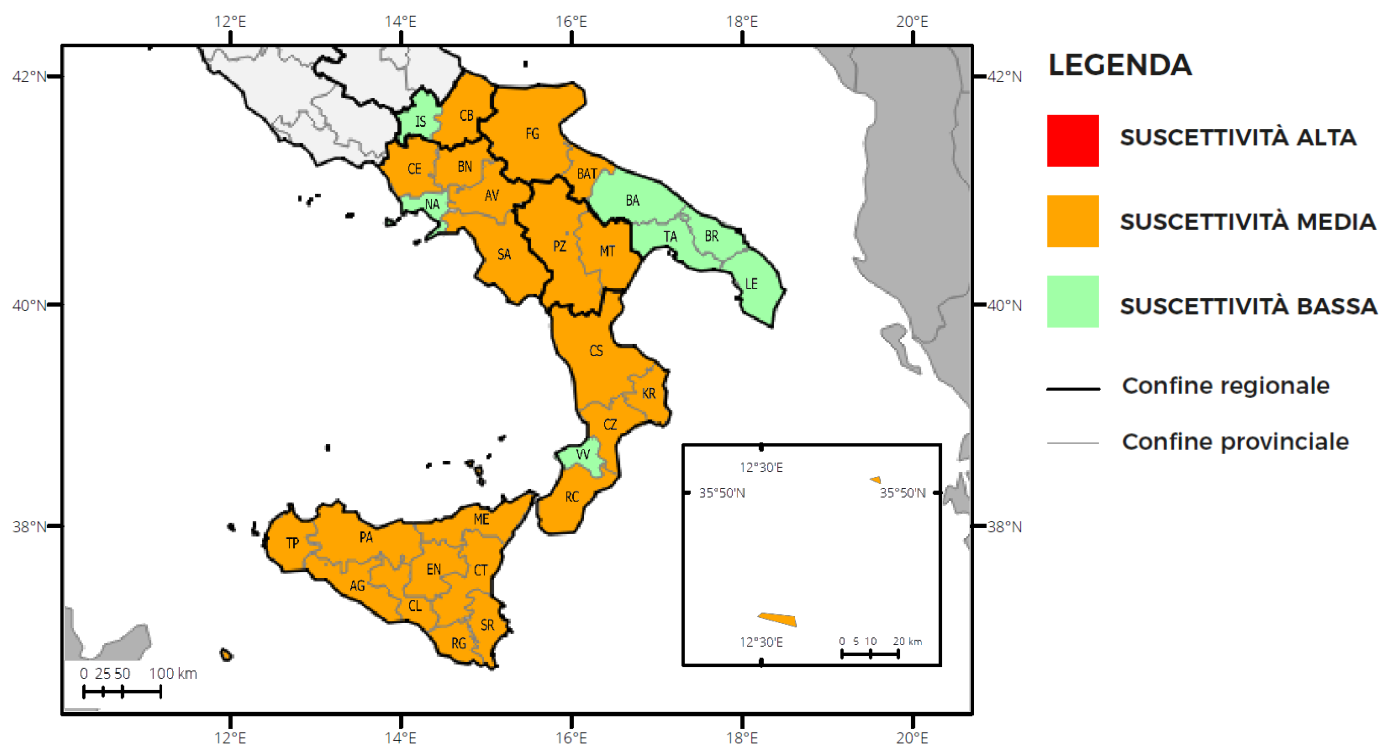 12°E 14°E 16°E 18°E 20°E
42°N 42°N
LEGENDA
SUSCETTIVITÀ ALTA
IS CB FG
CE BN BAT
NA AV BA
SUSCETTIVITÀ MEDIA
SA PZ MT TA BR
LE
40°N 40°N
SUSCETTIVITÀ BASSA
CS
KR
Confine regionale
CZ
VV
Confine provinciale
12°30'E
35°50'N 35°50'N
RC
38°N 38°N
ME
TP PA
EN CT
AG
CL
SR
RG
12°30'E
0 5 10 20 km
0 25 50 100 km
12°E 14°E 16°E 18°E 20°E